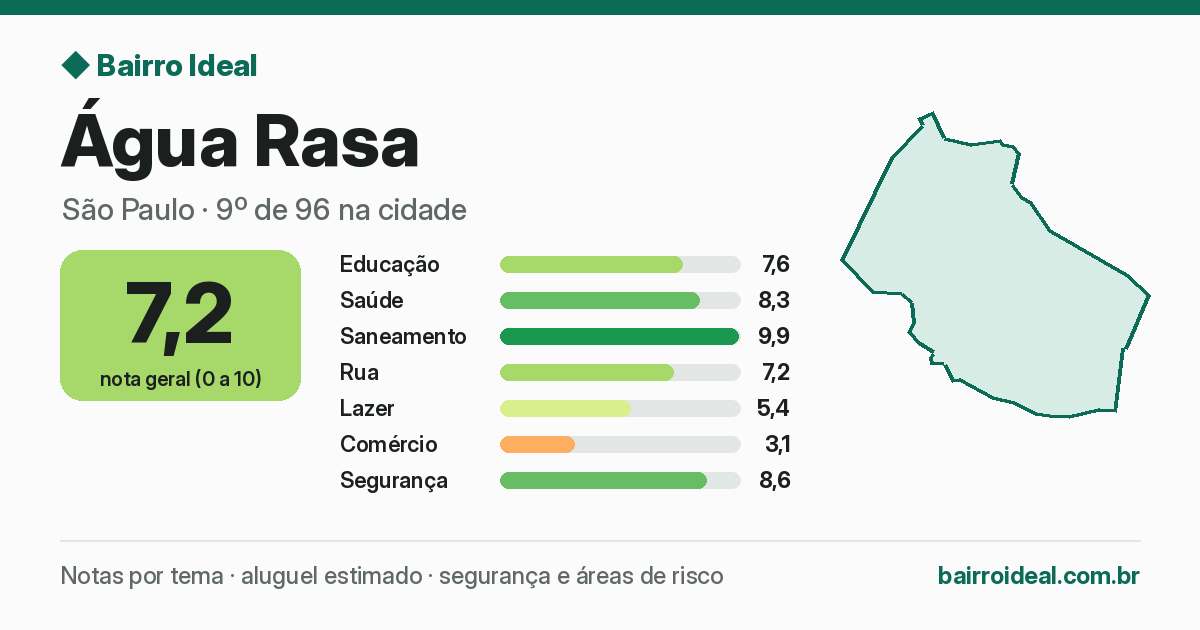 Bairro Ideal
Água Rasa
São Paulo · 9º de 96 na cidade
7,2
nota geral (0 a 10)
Educação 7,6
Saúde 8,3
Saneamento 9,9
Rua 7,2
Lazer 5,4
Comércio 3,1
Segurança 8,6
Notas por tema · aluguel estimado · segurança e áreas de risco
bairroideal.com.br